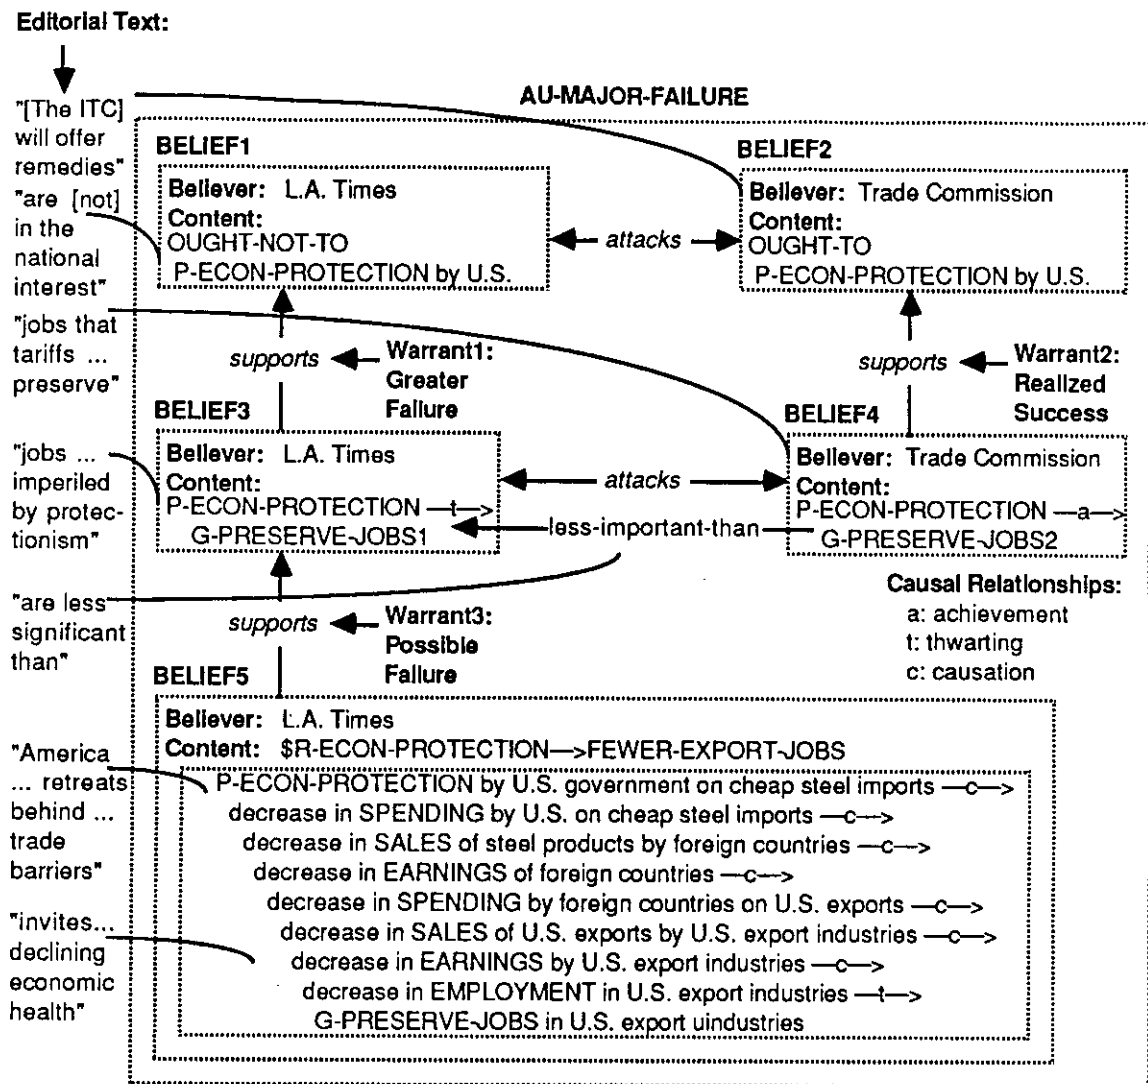 Editorial Text:
"[The ITC]
will offer
remedies"
"are [not]
in the
national
interest"
"jobs that
tariffs ...
preserve"
"jobs ...
imperiled
by protec-
tionism"
"are less
significant
than"
"America
... retreats
behind ...
trade
barriers"
"invites...
declining
economic
health"
AU-MAJOR-FAILURE
BELIEF1
Believer: L.A. Times
Content:
OUGHT-NOT-TO
P-ECON-PROTECTION by U.S.
attacks
BELIEF2
Believer: Trade Commission
Content:
OUGHT-TO
P-ECON-PROTECTION by U.S.
supports
Warrant1:
Greater
Failure
supports
Warrant2:
Realized
Success
BELIEF3
Believer: L.A. Times
Content:
P-ECON-PROTECTION —t—>
G-PRESERVE-JOBS1
attacks
less-important-than
BELIEF4
Believer: Trade Commission
Content:
P-ECON-PROTECTION —a—>
G-PRESERVE-JOBS2
Causal Relationships:
a: achievement
t: thwarting
c: causation
supports
Warrant3:
Possible
Failure
BELIEF5
Believer: L.A. Times
Content: $R-ECON-PROTECTION—>FEWER-EXPORT-JOBS
P-ECON-PROTECTION by U.S. government on cheap steel imports —c—>
decrease in SPENDING by U.S. on cheap steel imports —c—>
decrease in SALES of steel products by foreign countries —c—>
decrease in EARNINGS of foreign countries —c—>
decrease in SPENDING by foreign countries on U.S. exports —c—>
decrease in SALES of U.S. exports by U.S. export industries —c—>
decrease in EARNINGS by U.S. export industries —c—>
decrease in EMPLOYMENT in U.S. export industries —t—>
G-PRESERVE-JOBS in U.S. export uindustries